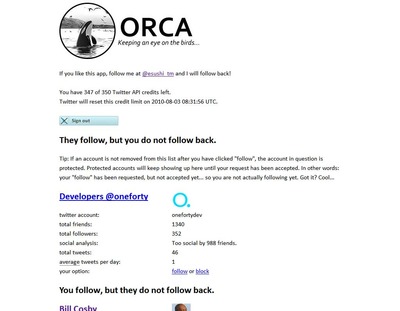 ORCA
Keeping an eye on the birds...
If you like this app, follow me at @esushi_tm and I will follow back!
You have 347 of 350 Twitter API credits left.
Twitter will reset this credit limit on 2010-08-03 08:31:56 UTC.
Sign out
They follow, but you do not follow back.
Tip: If an account is not removed from this list after you have clicked "follow", the account in question is
protected. Protected accounts will keep showing up here until your request has been accepted. In other words:
your "follow" has been requested, but not accepted yet... so you are not actually following yet. Got it? Cool...
Developers @oneforty
twitter account: onefortydev
total friends: 1340
total followers: 352
social analysis: Too social by 988 friends.
total tweets: 46
average tweets per day: 1
your option: follow or block
You follow, but they do not follow back.
Bill Cosby